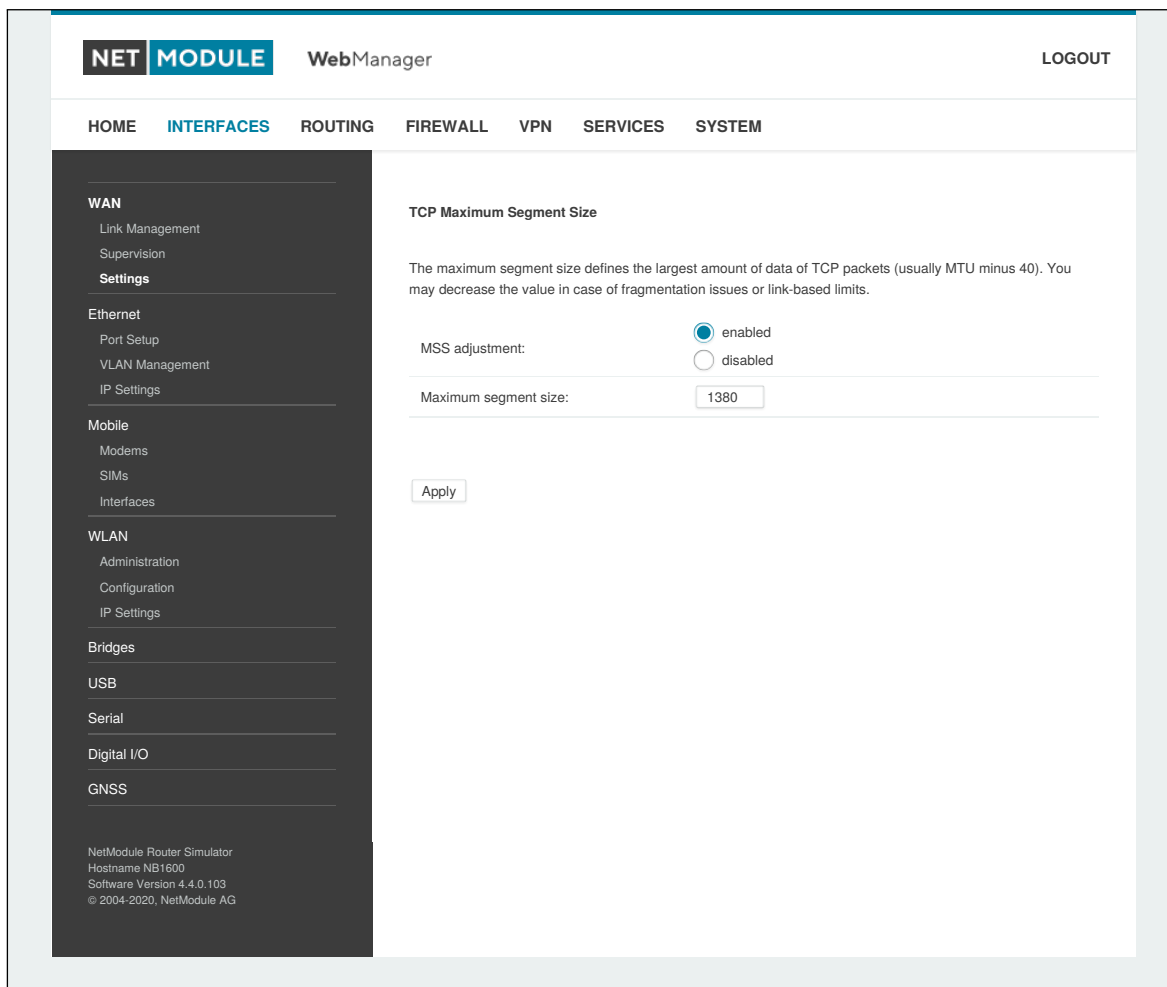 NET MODULE WebManager
LOGOUT
HOME INTERFACES ROUTING FIREWALL VPN SERVICES SYSTEM
WAN
Link Management
Supervision
Settings
Ethernet
Port Setup
VLAN Management
IP Settings
Mobile
Modems
SIMs
Interfaces
WLAN
Administration
Configuration
IP Settings
Bridges
USB
Serial
Digital I/O
GNSS
NetModule Router Simulator
Hostname NB1600
Software Version 4.4.0.103
© 2004-2020, NetModule AG
TCP Maximum Segment Size
The maximum segment size defines the largest amount of data of TCP packets (usually MTU minus 40). You
may decrease the value in case of fragmentation issues or link-based limits.
MSS adjustment:
enabled
disabled
Maximum segment size: 1380
Apply